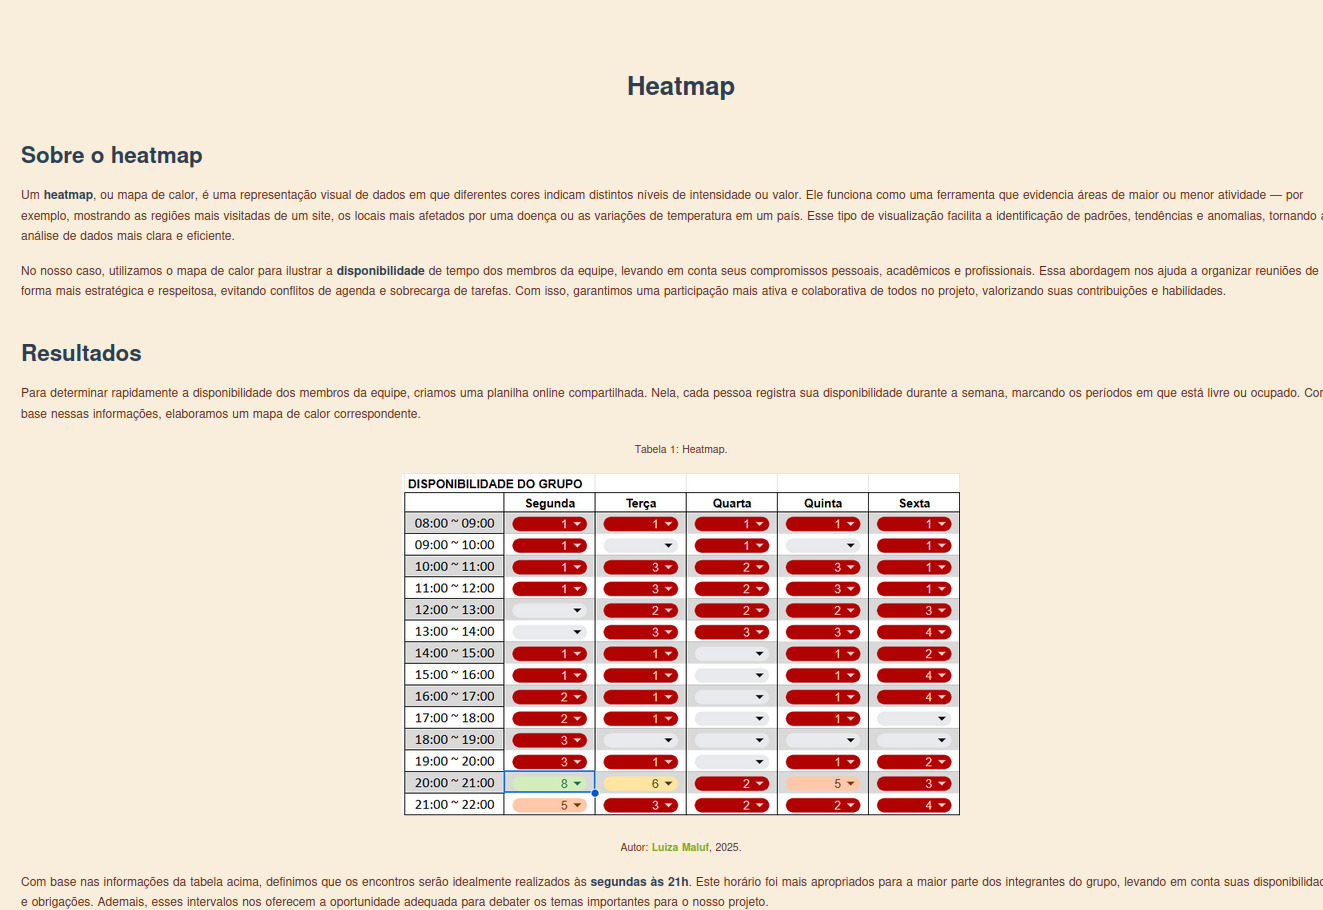 Heatmap
Sobre o heatmap
Um heatmap, ou mapa de calor, é uma representação visual de dados em que diferentes cores indicam distintos níveis de intensidade ou valor. Ele funciona como uma ferramenta que evidencia áreas de maior ou menor atividade — por
exemplo, mostrando as regiões mais visitadas de um site, os locais mais afetados por uma doença ou as variações de temperatura em um país. Esse tipo de visualização facilita a identificação de padrões, tendências e anomalias, tornando a
análise de dados mais clara e eficiente.
No nosso caso, utilizamos o mapa de calor para ilustrar a disponibilidade de tempo dos membros da equipe, levando em conta seus compromissos pessoais, acadêmicos e profissionais. Essa abordagem nos ajuda a organizar reuniões de
forma mais estratégica e respeitosa, evitando conflitos de agenda e sobrecarga de tarefas. Com isso, garantimos uma participação mais ativa e colaborativa de todos no projeto, valorizando suas contribuições e habilidades.
Resultados
Para determinar rapidamente a disponibilidade dos membros da equipe, criamos uma planilha online compartilhada. Nela, cada pessoa registra sua disponibilidade durante a semana, marcando os períodos em que está livre ou ocupado.
base nessas informações, elaboramos um mapa de calor correspondente.
Tabela 1: Heatmap.
DISPONIBILIDADE DO GRUPO
Segunda Terça Quarta Quinta Sexta
08:00 ~ 09:00 1 1 1 1 1
09:00 ~ 10:00 1 1 1
10:00 ~ 11:00 1 3 2 3 1
11:00 ~ 12:00 1 3 2 3 1
12:00 ~ 13:00 2 2 2 3
13:00 ~ 14:00 3 3 3 4
14:00 ~ 15:00 1 1 1 2
15:00 ~ 16:00 1 1 1 4
16:00 ~ 17:00 2 1 1 4
17:00 ~ 18:00 2 1 1
18:00 ~ 19:00 3
19:00 ~ 20:00 3 1 1 2
20:00 ~ 21:00 8 6 2 5 3
21:00 ~ 22:00 5 3 2 2 4
Autor: Luiza Maluf, 2025.
Com base nas informações da tabela acima, definimos que os encontros serão idealmente realizados às segundas às 21h. Este horário foi mais apropriados para a maior parte dos integrantes do grupo, levando em conta suas
e obrigações. Ademais, esses intervalos nos oferecem a oportunidade adequada para debater os temas importantes para o nosso projeto.